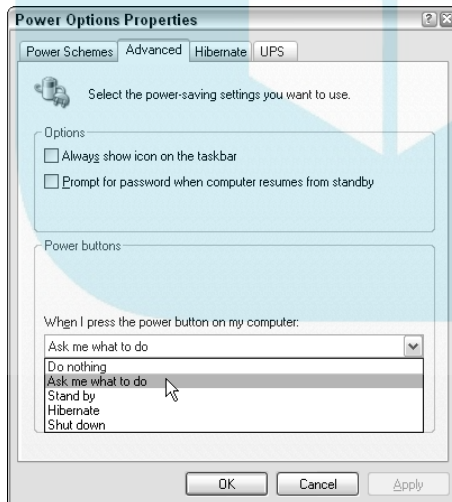 Power Options Properties
Power Schemes Advanced Hibernate UPS
Select the power-saving settings you want to use.
Options
Always show icon on the taskbar
Prompt for password when computer resumes from standby
Power buttons
When I press the power button on my computer:
Ask me what to do
Do nothing
Ask me what to do
Stand by
Hibernate
Shut down
OK Cancel Apply